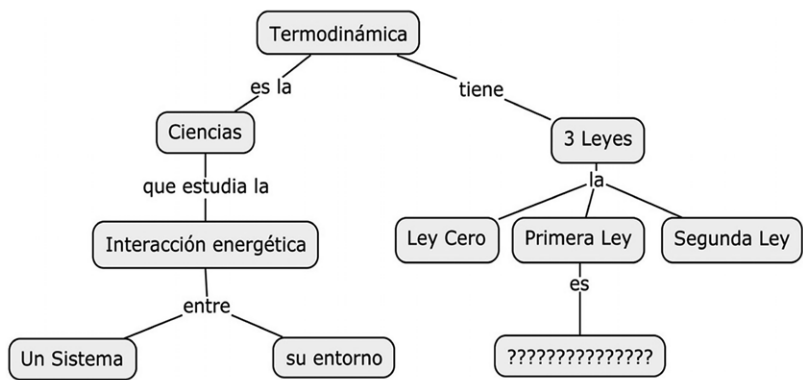 Termodinámica
es la
tiene
Ciencias
3 Leyes
que estudia la
la
Interacción energética
Ley Cero
Primera Ley
Segunda Ley
es
entre
Un Sistema
su entorno
???????????????